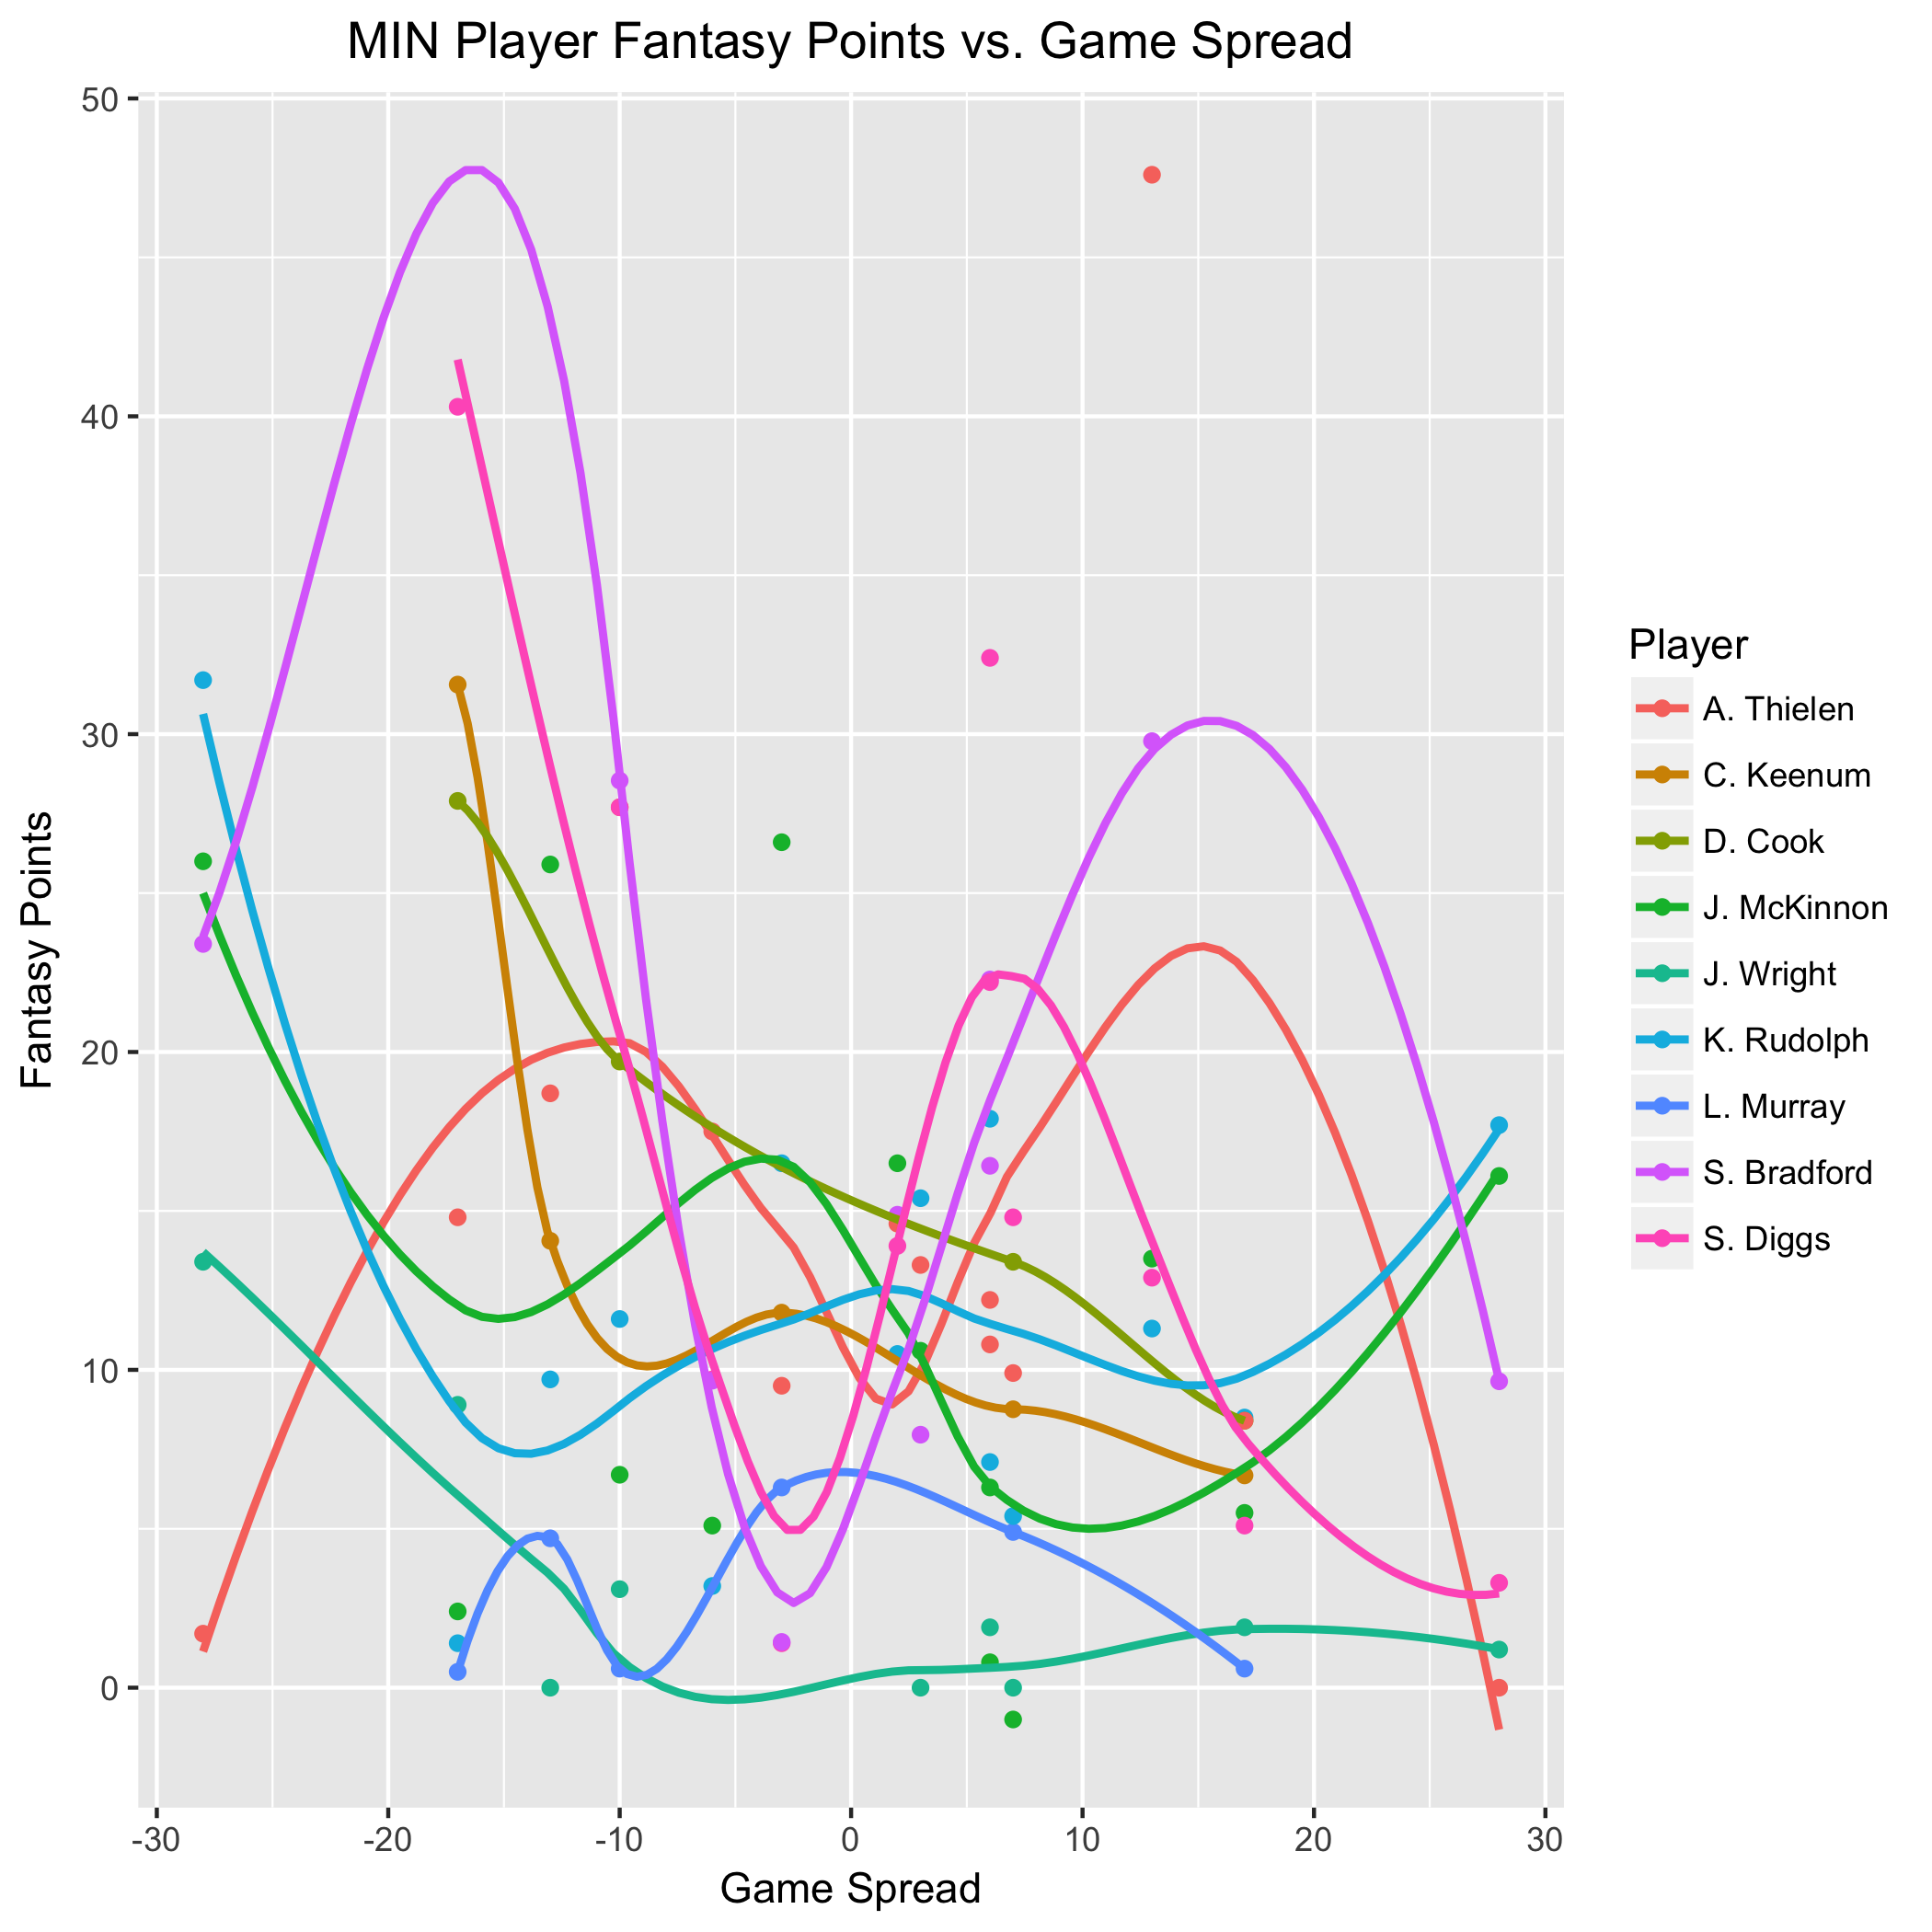 MIN Player Fantasy Points vs. Game Spread
50
40
30
20
10
0
Fantasy Points
-30
-20
-10
0
10
20
30
Game Spread
Player
A. Thielen
C. Keenum
D. Cook
J. McKinnon
J. Wright
K. Rudolph
L. Murray
S. Bradford
S. Diggs